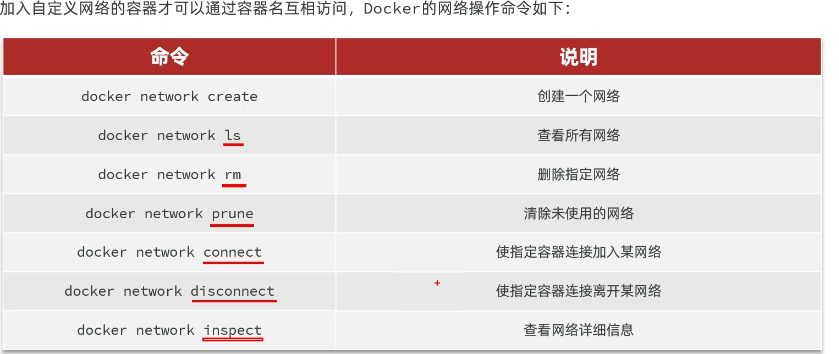 加入自定义网络的容器才可以通过容器名互相访问，Docker的网络操作命令如下：
命令 说明
docker network create 创建一个网络
docker network ls 查看所有网络
docker network rm 删除指定网络
docker network prune 清除未使用的网络
docker network connect 使指定容器连接加入某网络
docker network disconnect 使指定容器连接离开某网络
docker network inspect 查看网络详细信息